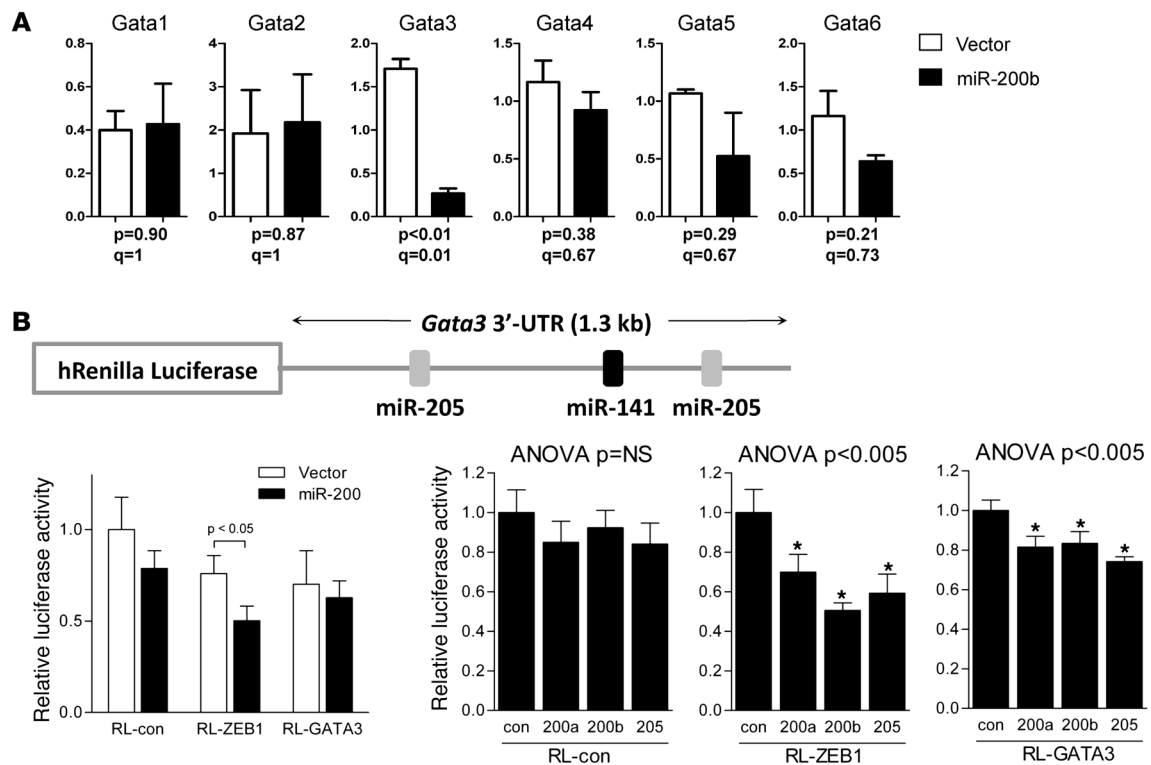 A
Gata1 Gata2 Gata3 Gata4 Gata5 Gata6
0.8 0.6 0.4 0.2 0.0
4 3 2 1 0
2.0 1.5 1.0 0.5 0.0
1.5 1.0 0.5 0.0
1.5 1.0 0.5 0.0
2.0 1.5 1.0 0.5 0.0
Vector
miR-200b
p=0.90 p=0.87 p<0.01 p=0.38 p=0.29 p=0.21
q=1 q=1 q=0.01 q=0.67 q=0.67 q=0.73
B
Gata3 3’-UTR (1.3 kb)
hRenilla Luciferase
miR-205 miR-141 miR-205
Relative luciferase activity
1.0
0.5
0.0
Vector
miR-200
p < 0.05
RL-con RL-ZEB1 RL-GATA3
ANOVA p=NS
Relative luciferase activity
1.2
1.0
0.8
0.6
0.4
0.2
0.0
con 200a 200b 205
RL-con
ANOVA p<0.005
1.2
1.0
0.8
0.6
0.4
0.2
0.0
* * *
con 200a 200b 205
RL-ZEB1
ANOVA p<0.005
1.2
1.0
0.8
0.6
0.4
0.2
0.0
* * *
con 200a 200b 205
RL-GATA3